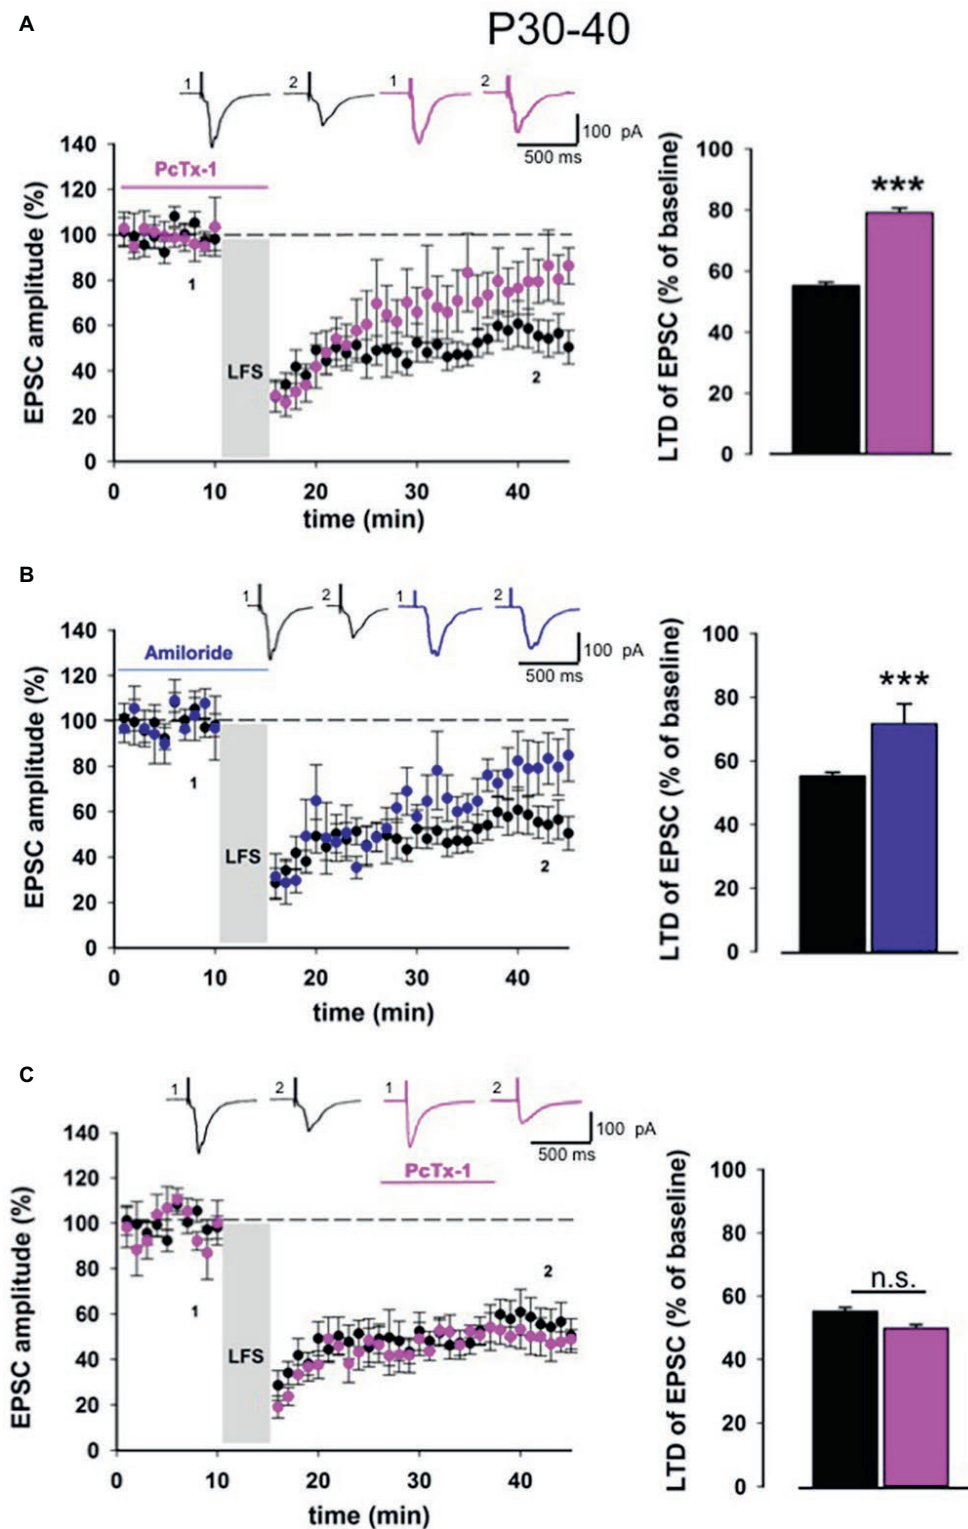 A
P30-40
1 2 1 2
100 pA
500 ms
140
120
100
80
60
40
20
0
EPSC amplitude (%)
PcTx-1
1
LFS
2
0 10 20 30 40
time (min)
100
80
60
40
20
0
LTD of EPSC (% of baseline)
***
B
1 2 1 2
100 pA
500 ms
140
120
100
80
60
40
20
0
EPSC amplitude (%)
Amiloride
1
LFS
2
0 10 20 30 40
time (min)
100
80
60
40
20
0
LTD of EPSC (% of baseline)
***
C
1 2 1 2
100 pA
500 ms
140
120
100
80
60
40
20
0
EPSC amplitude (%)
PcTx-1
1
LFS
2
0 10 20 30 40
time (min)
100
80
60
40
20
0
LTD of EPSC (% of baseline)
n.s.